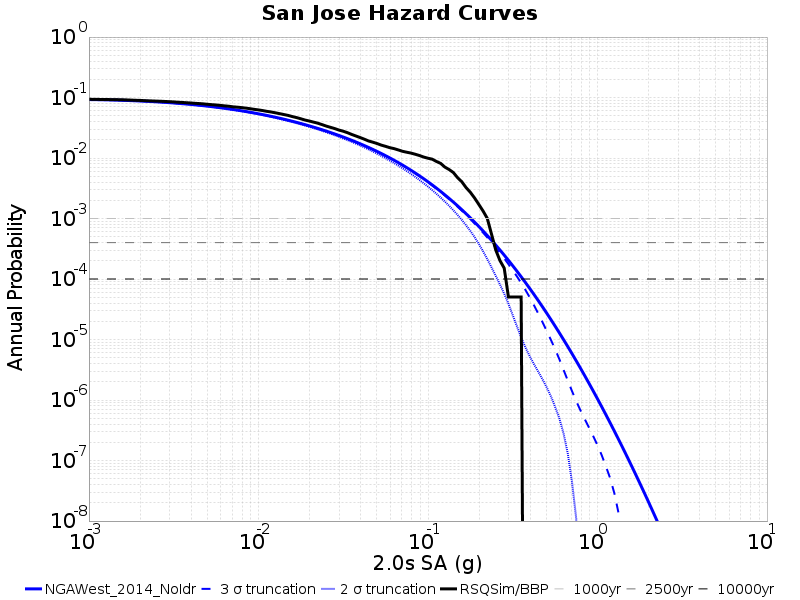 San Jose Hazard Curves
Annual Probability
10^0
10^-1
10^-2
10^-3
10^-4
10^-5
10^-6
10^-7
10^-8
10^-3 10^-2 10^-1 10^0 10^1
2.0s SA (g)
NGAWest_2014_NoIdr 3 σ truncation 2 σ truncation RSQSim/BBP 1000yr 2500yr 10000yr